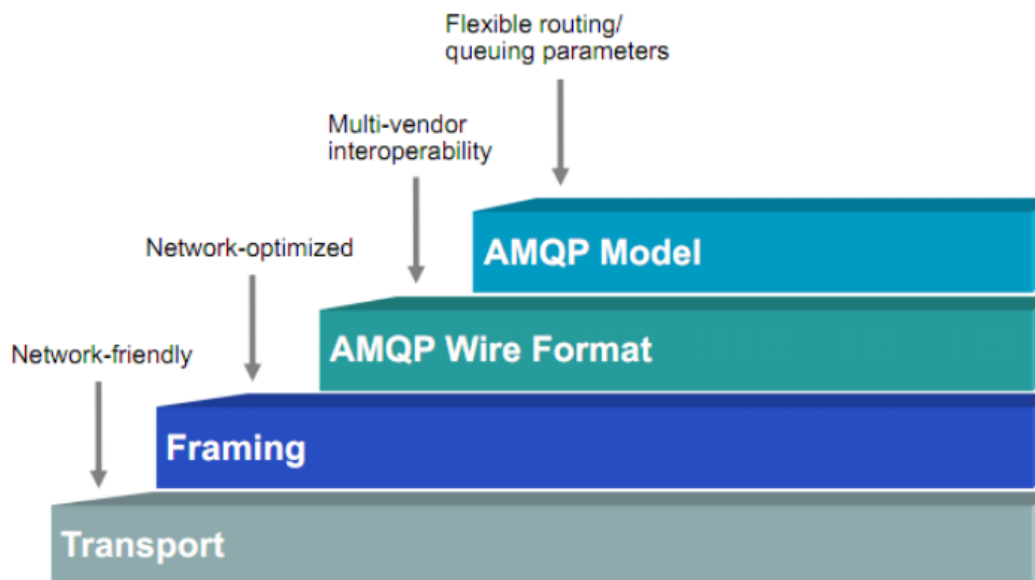 Flexible routing/
queuing parameters
Multi-vendor
interoperability
AMQP Model
Network-optimized
AMQP Wire Format
Network-friendly
Framing
Transport